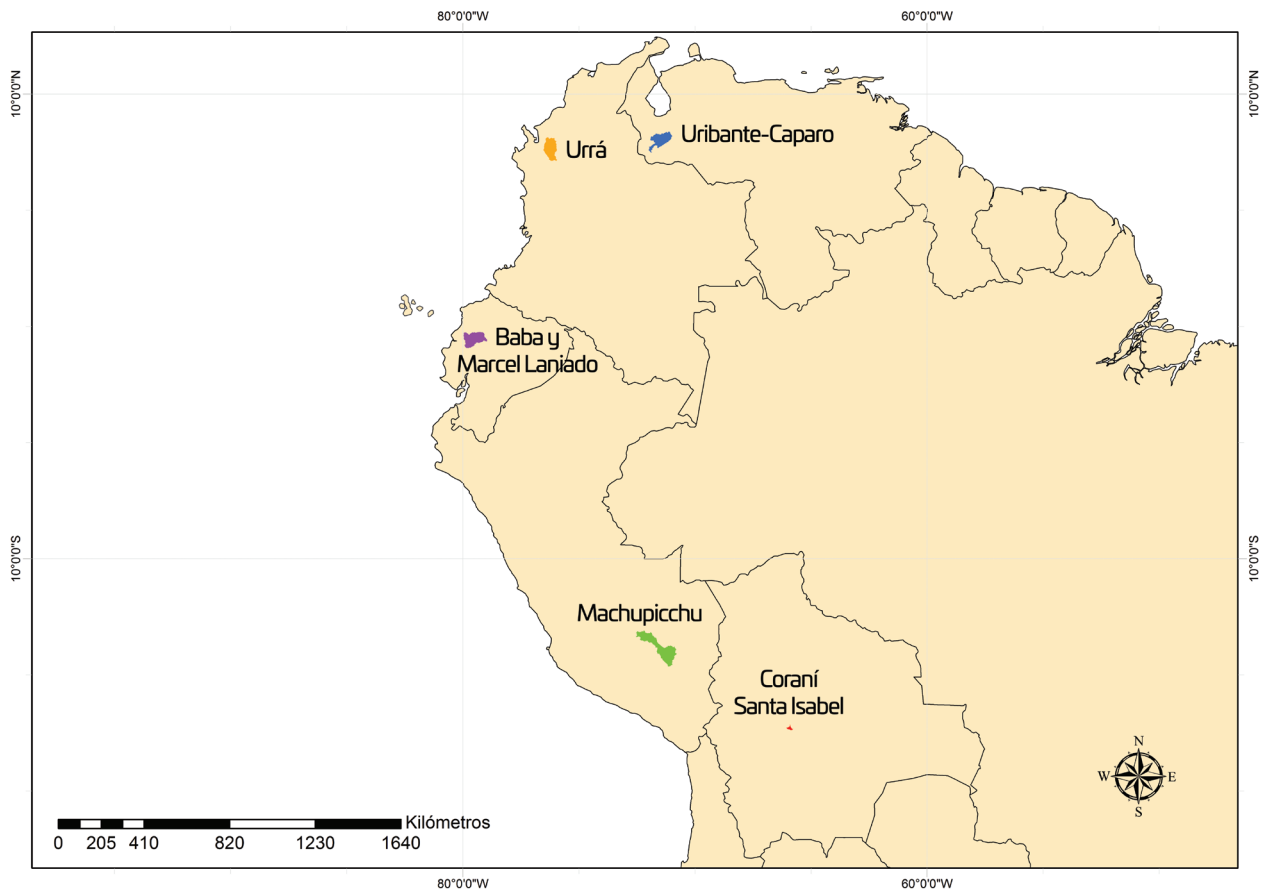 80°0'0"W
60°0'0"W
10°0'0"N
10°0'0"N
Urrá
Uribante-Caparo
Baba y
Marcel Laniado
10°0'0"S
10°0'0"S
Machupicchu
Coraní
Santa Isabel
N
W
E
S
Kilómetros
0
205
410
820
1230
1640
80°0'0"W
60°0'0"W